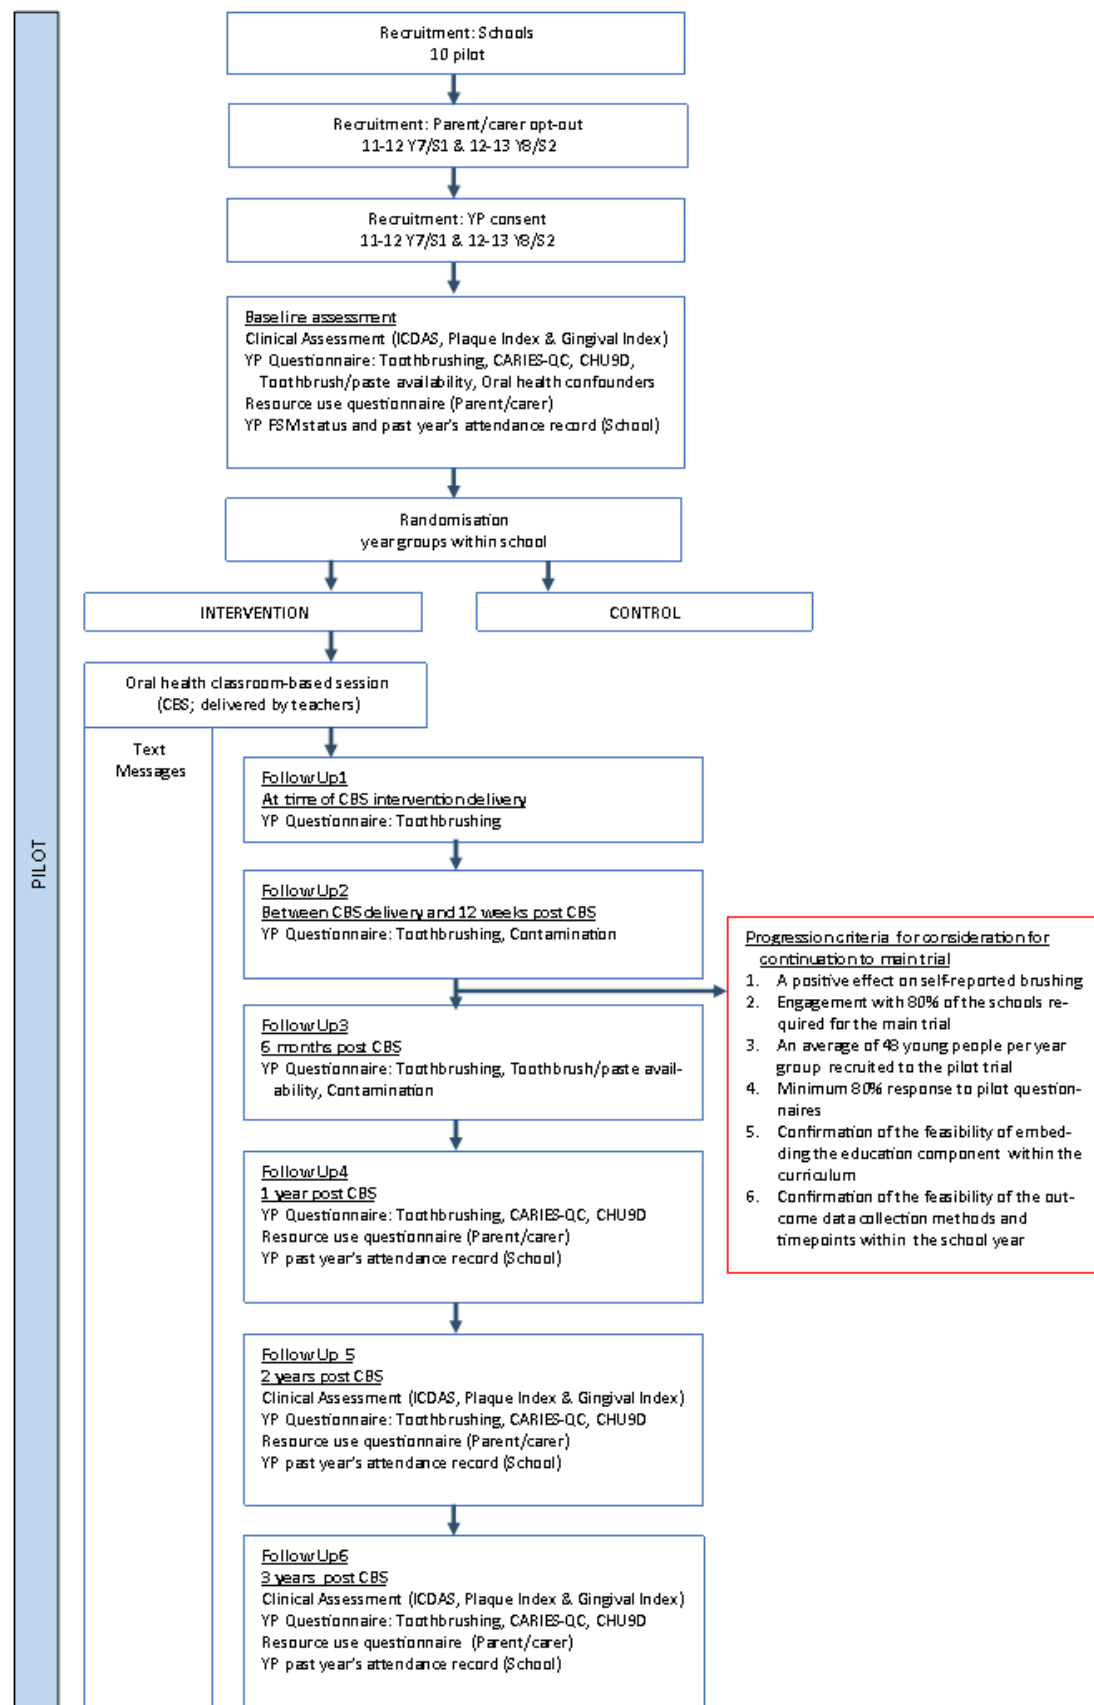 PILOT
Recruitment: Schools
10 pilot
Recruitment: Parent/carer opt-out
11-12 Y7/S1 & 12-13 Y8/S2
Recruitment: YP consent
11-12 Y7/S1 & 12-13 Y8/S2
Baseline assessment
Clinical Assessment (ICDAS, Plaque Index & Gingival Index)
YP Questionnaire: Toothbrushing, CARIES-QC, CHU9D,
Toothbrush/paste availability, Oral health confounders
Resource use questionnaire (Parent/carer)
YP FSM status and past year's attendance record (School)
Randomisation
year groups within school
INTERVENTION
CONTROL
Oral health classroom-based session
(CBS; delivered by teachers)
Text
Messages
Follow Up1
At time of CBS intervention delivery
YP Questionnaire: Toothbrushing
Follow Up2
Between CBS delivery and 12 weeks post CBS
YP Questionnaire: Toothbrushing, Contamination
Progression criteria for consideration for
continuation to main trial
1. A positive effect on self-reported brushing
2. Engagement with 80% of the schools re-
quired for the main trial
3. An average of 48 young people per year
group recruited to the pilot trial
4. Minimum 80% response to pilot question-
naires
5. Confirmation of the feasibility of embed-
ding the education component within the
curriculum
6. Confirmation of the feasibility of the out-
come data collection methods and
timepoints within the school year
Follow Up3
6 months post CBS
YP Questionnaire: Toothbrushing, Toothbrush/paste avail-
ability, Contamination
Follow Up4
1 year post CBS
YP Questionnaire: Toothbrushing, CARIES-QC, CHU9D
Resource use questionnaire (Parent/carer)
YP past year's attendance record (School)
Follow Up 5
2 years post CBS
Clinical Assessment (ICDAS, Plaque Index & Gingival Index)
YP Questionnaire: Toothbrushing, CARIES-QC, CHU9D
Resource use questionnaire (Parent/carer)
YP past year's attendance record (School)
Follow Up6
3 years post CBS
Clinical Assessment (ICDAS, Plaque Index & Gingival Index)
YP Questionnaire: Toothbrushing, CARIES-QC, CHU9D
Resource use questionnaire (Parent/carer)
YP past year's attendance record (School)